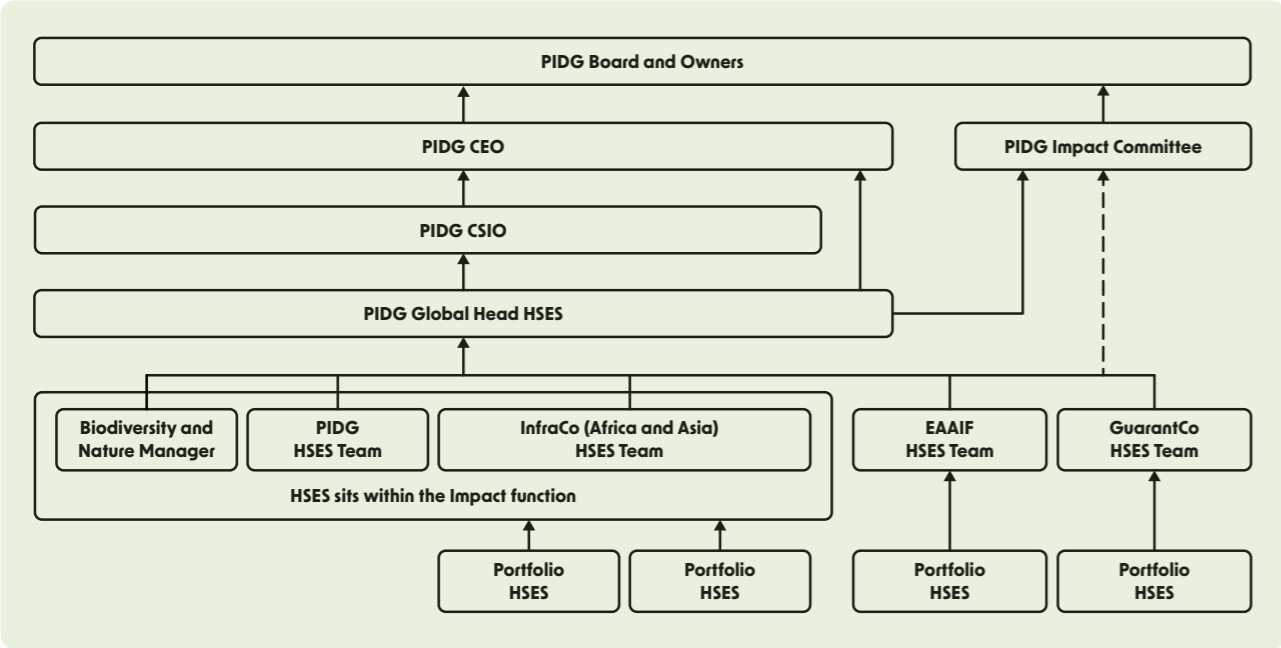 PIDG Board and Owners
PIDG CEO
PIDG Impact Committee
PIDG CSIO
PIDG Global Head HSES
Biodiversity and
Nature Manager
PIDG
HSES Team
InfraCo (Africa and Asia)
HSES Team
EAAIF
HSES Team
GuarantCo
HSES Team
HSES sits within the Impact function
Portfolio
HSES
Portfolio
HSES
Portfolio
HSES
Portfolio
HSES